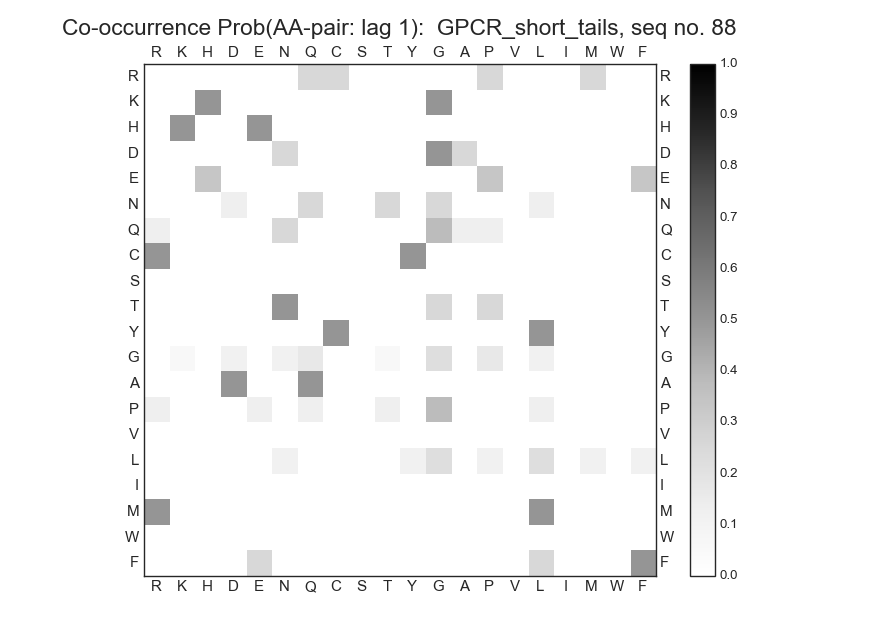 Co-occurrence Prob(AA-pair: lag 1):  GPCR_short_tails, seq no. 88
R K H D E N Q C S T Y G A P V L I M W F
R R 1.0
K K 0.9
H H
D D 0.8
E E
N N 0.7
Q Q
C C 0.6
S S
T T 0.5
Y Y
G G 0.4
A A
P P 0.3
V V
L L 0.2
I I
M M 0.1
W W
F F 0.0
R K H D E N Q C S T Y G A P V L I M W F